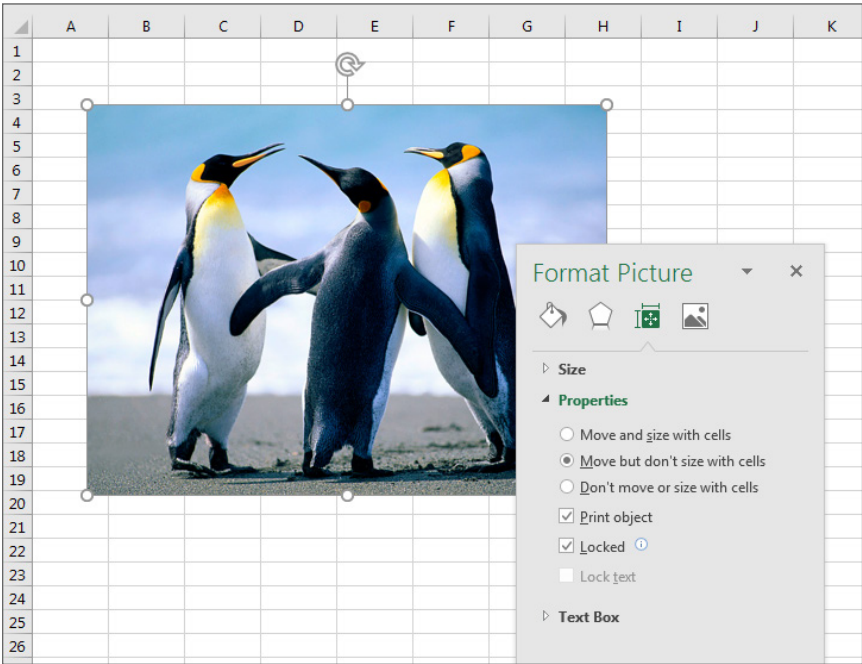 A B C D E F G H I J K
1
2
3
4
5
6
7
8
9
10
11
12
13
14
15
16
17
18
19
20
21
22
23
24
25
26
Format Picture
Size
Properties
Move and size with cells
Move but don't size with cells
Don't move or size with cells
Print object
Locked
Lock text
Text Box